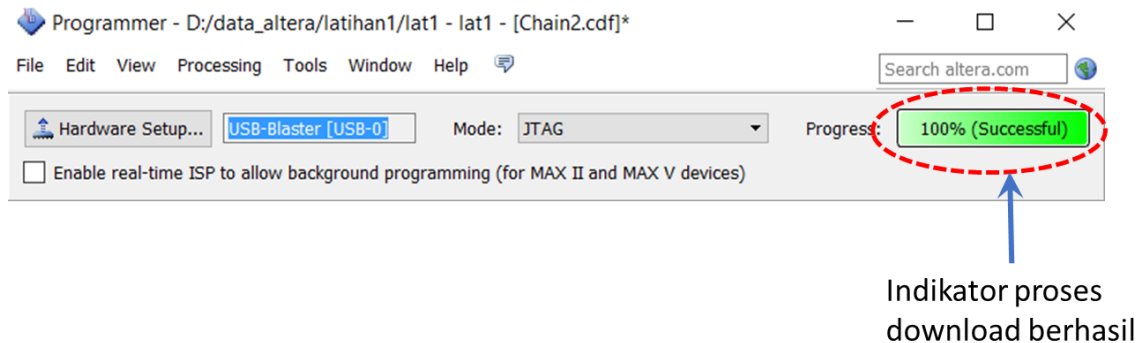 Programmer - D:/data_altera/latihan1/lat1 - lat1 - [Chain2.cdf]*
File Edit View Processing Tools Window Help
Search altera.com
Hardware Setup... USB-Blaster [USB-0] Mode: JTAG Progress: 100% (Successful)
Enable real-time ISP to allow background programming (for MAX II and MAX V devices)
Indikator proses
download berhasil